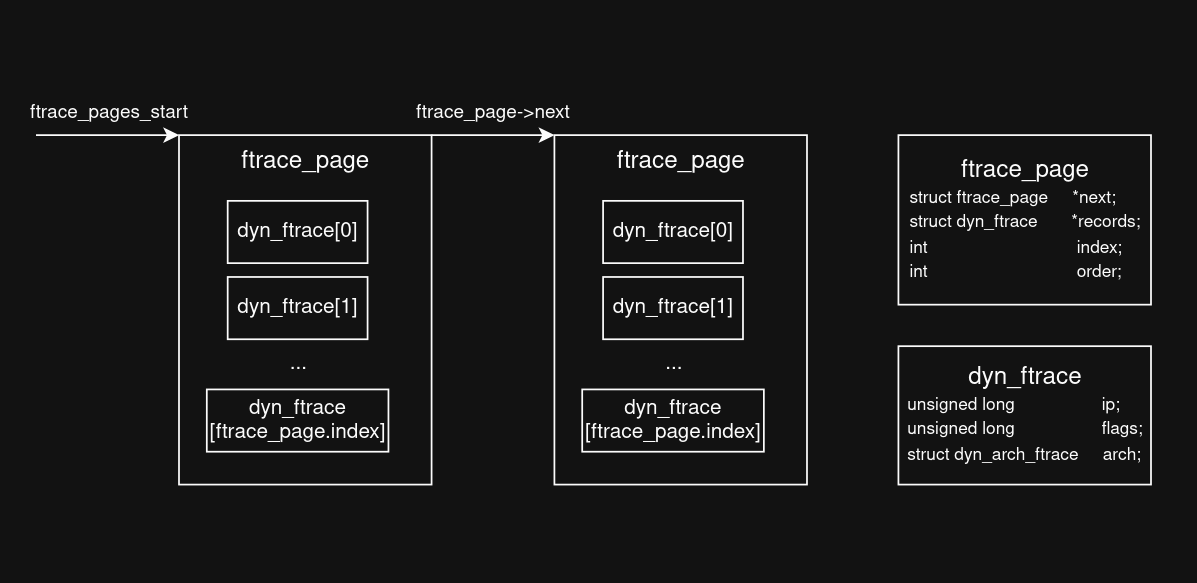 ftrace_pages_start
ftrace_page->next
ftrace_page
dyn_ftrace[0]
dyn_ftrace[1]
...
dyn_ftrace
[ftrace_page.index]
ftrace_page
dyn_ftrace[0]
dyn_ftrace[1]
...
dyn_ftrace
[ftrace_page.index]
ftrace_page
struct ftrace_page *next;
struct dyn_ftrace *records;
int index;
int order;
dyn_ftrace
unsigned long ip;
unsigned long flags;
struct dyn_arch_ftrace arch;